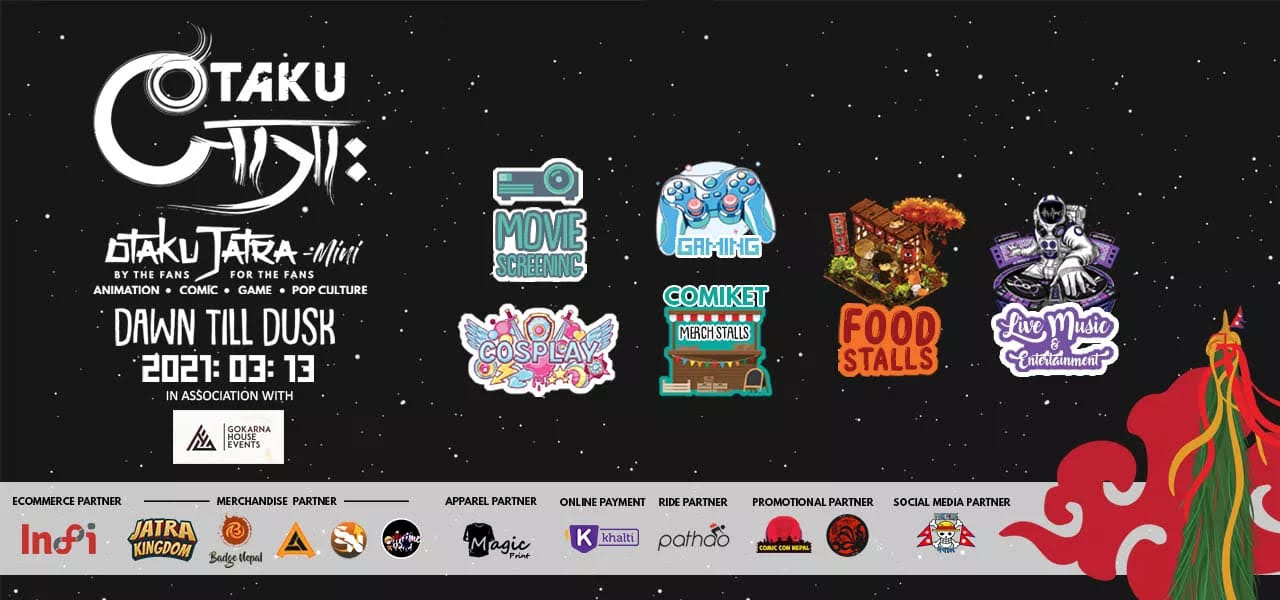 OTAKU
जात्रा:
OTAKU JATRA -Mini
BY THE FANS FOR THE FANS
ANIMATION • COMIC • GAME • POP CULTURE
DAWN TILL DUSK
2021: 03: 13
IN ASSOCIATION WITH
GOKARNA
HOUSE
EVENTS
MOVIE
SCREENING
GAMING
COSPLAY
COMIKET
MERCH STALLS
FOOD
STALLS
Live Music
&
Entertainment
ECOMMERCE PARTNER
MERCHANDISE PARTNER
JATRA
KINGDOM
Badge Nepal
APPAREL PARTNER
Magic
Print
ONLINE PAYMENT
K khalti
RIDE PARTNER
pathao
PROMOTIONAL PARTNER
COMIC CON NEPAL
SOCIAL MEDIA PARTNER